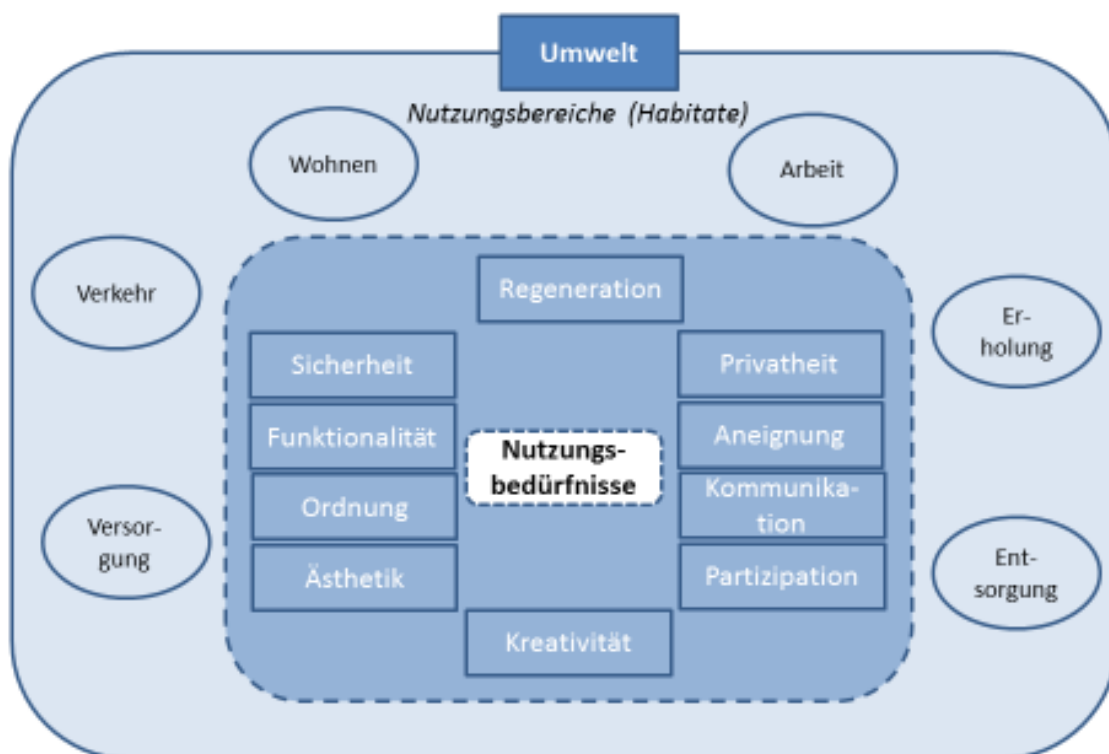 Umwelt
Nutzungsbereiche (Habitate)
Wohnen
Arbeit
Verkehr
Er-
holung
Versor-
gung
Ent-
sorgung
Regeneration
Sicherheit
Funktionalität
Ordnung
Ästhetik
Nutzungs-
bedürfnisse
Privatheit
Aneignung
Kommunika-
tion
Partizipation
Kreativität